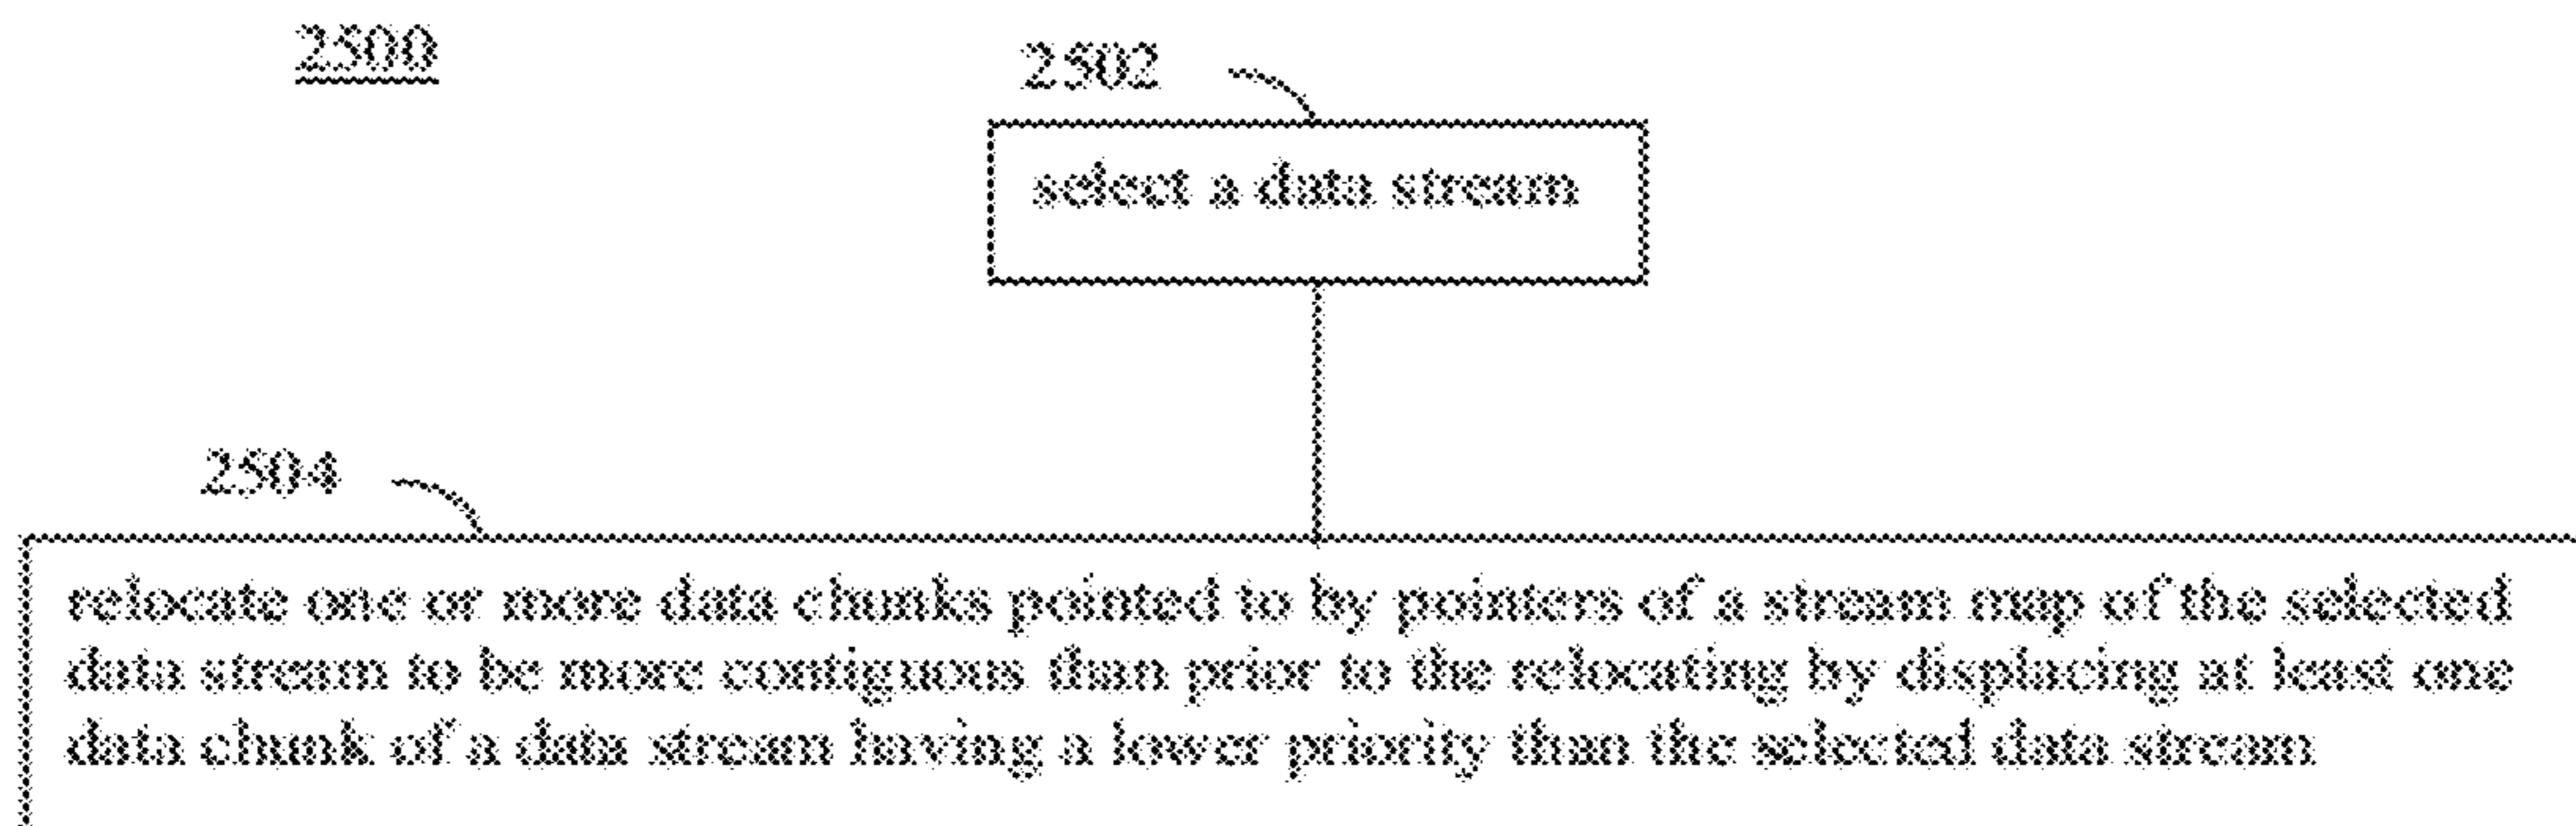 2500
2502
select a data stream
2504
relocate one or more data chunks pointed to by pointers of a stream map of the selected
data stream to be more contiguous than prior to the relocating by displacing at least one
data chunk of a data stream having a lower priority than the selected data stream